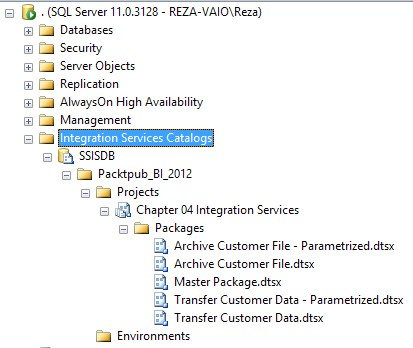 . (SQL Server 11.0.3128 - REZA-VAIO\Reza)
Databases
Security
Server Objects
Replication
AlwaysOn High Availability
Management
Integration Services Catalogs
SSISDB
Packtpub_BI_2012
Projects
Chapter 04 Integration Services
Packages
Archive Customer File - Parametrized.dtsx
Archive Customer File.dtsx
Master Package.dtsx
Transfer Customer Data - Parametrized.dtsx
Transfer Customer Data.dtsx
Environments